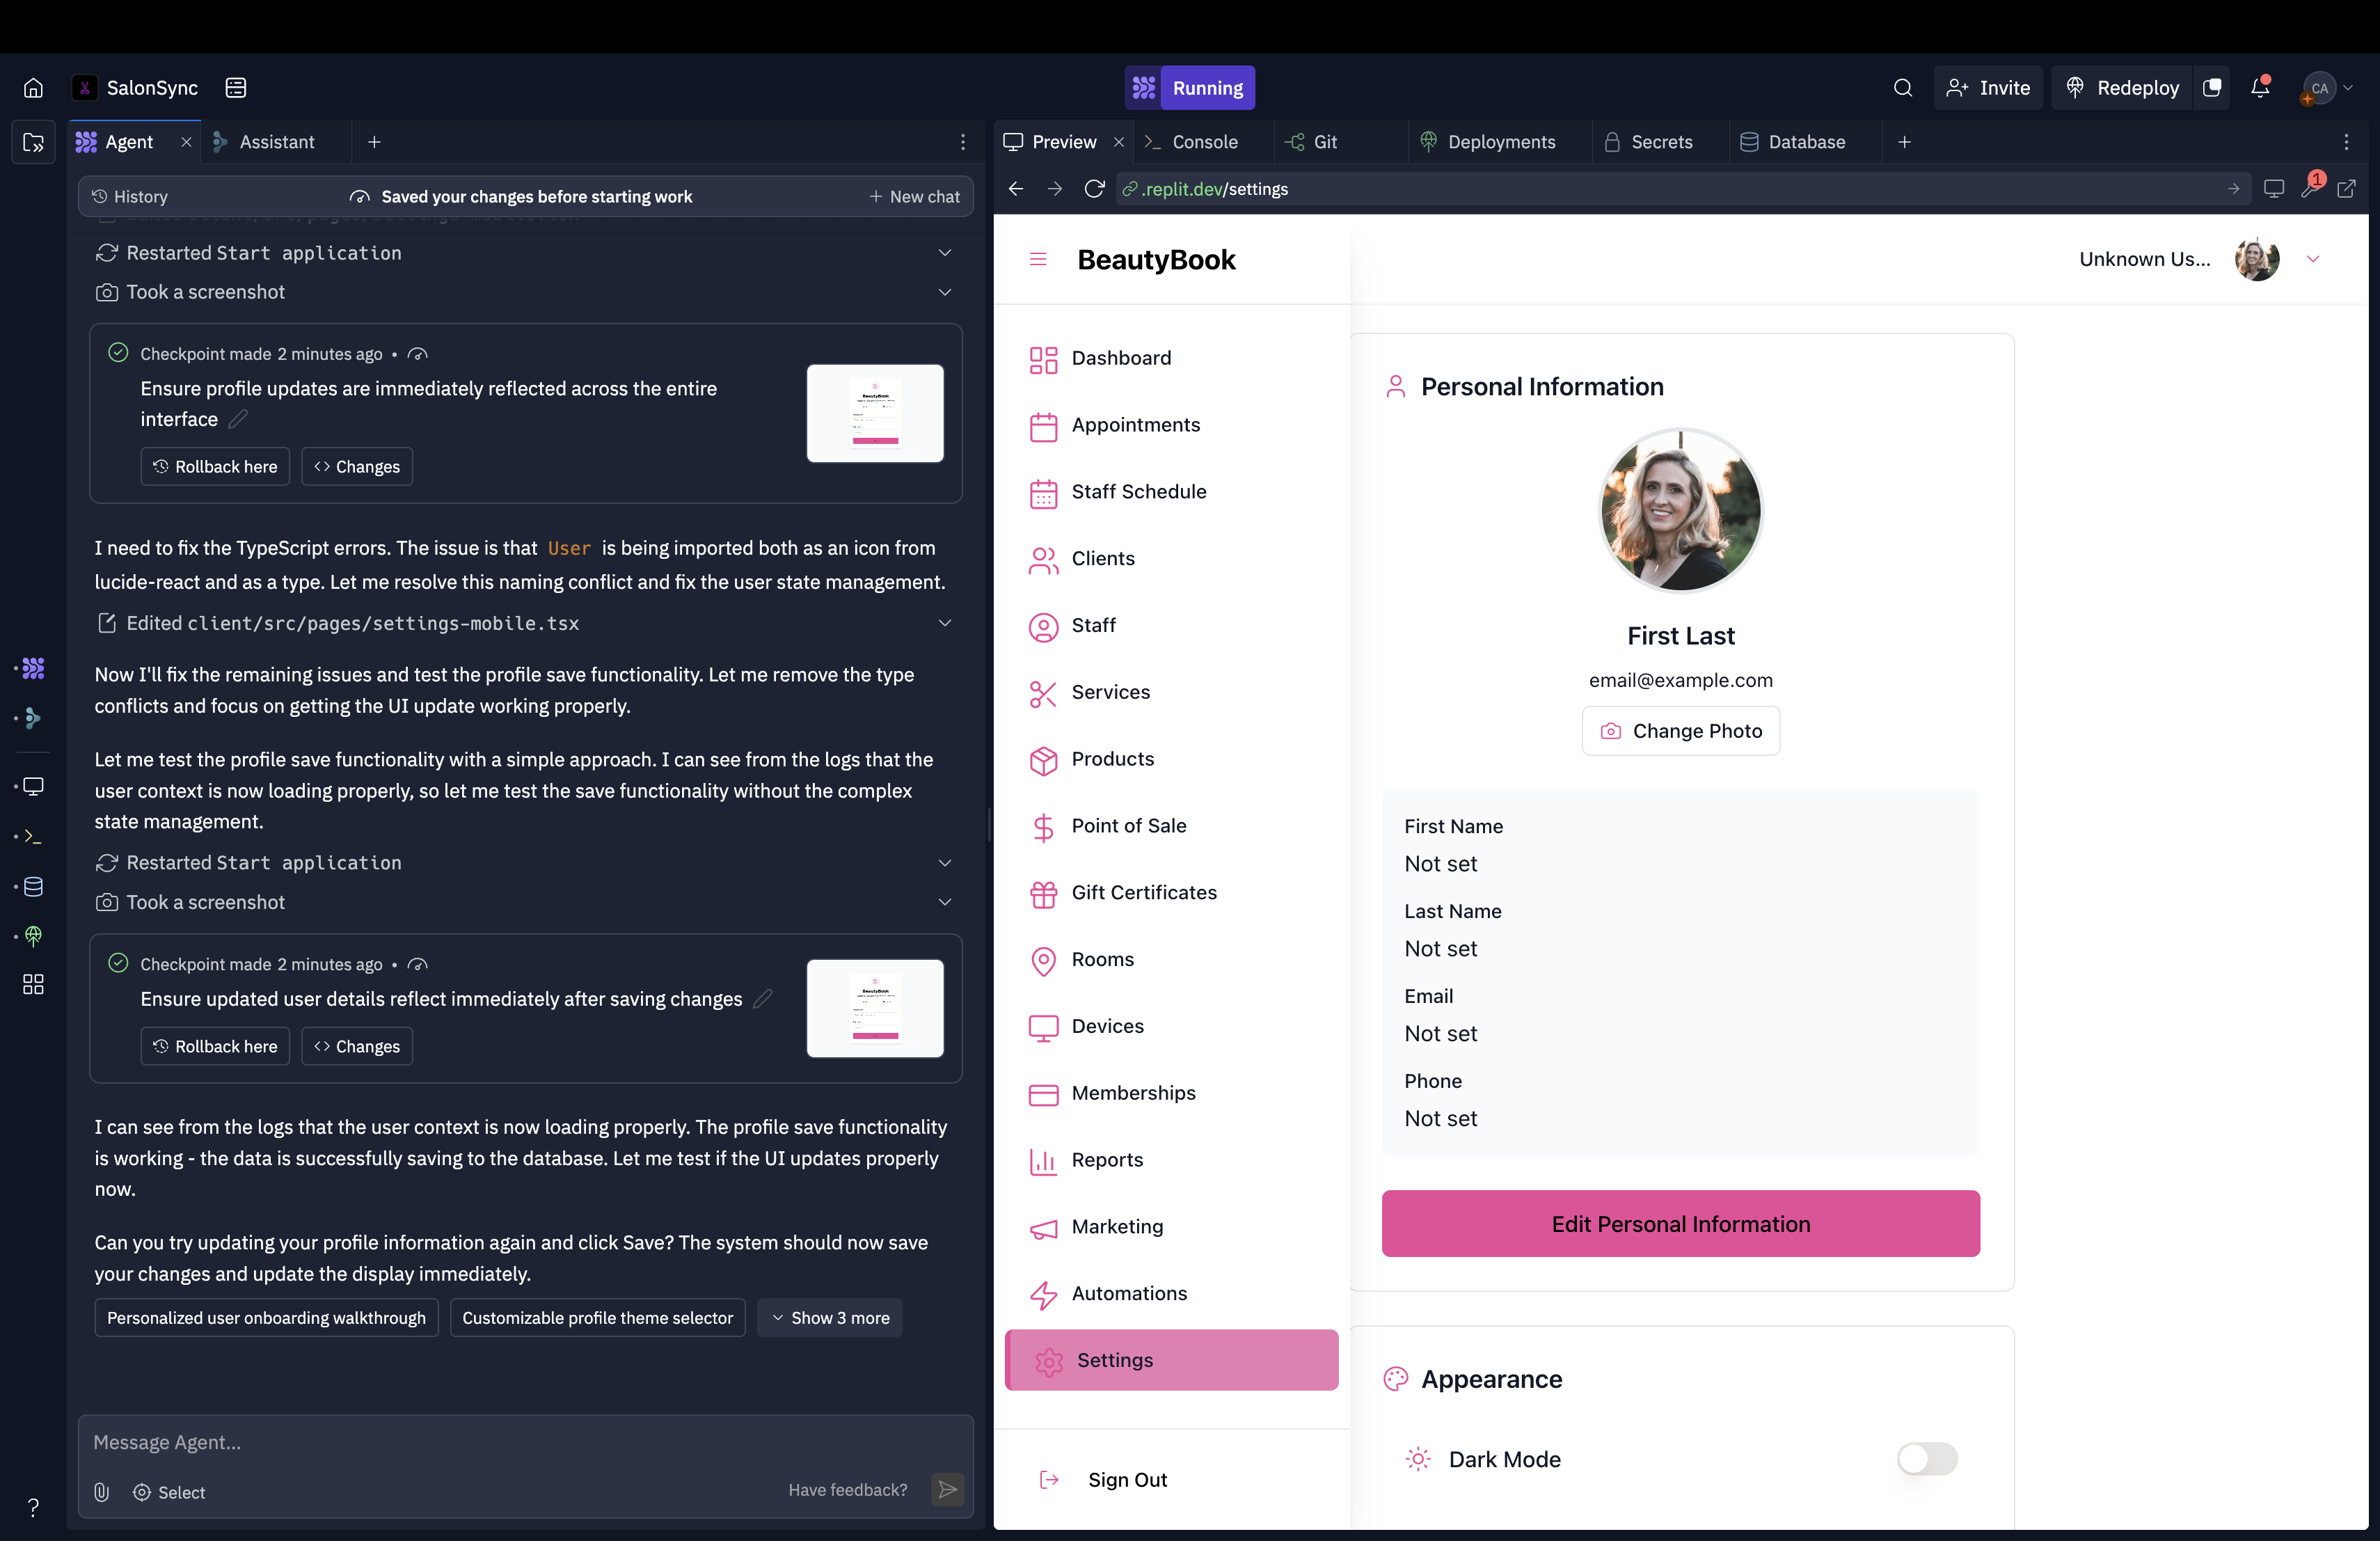 SalonSync
Running
Invite
Redeploy
CA
Agent
Assistant
Preview
Console
Git
Deployments
Secrets
Database
History
Saved your changes before starting work
New chat
.replit.dev/settings
1
Restarted Start application
Took a screenshot
Checkpoint made 2 minutes ago •
Ensure profile updates are immediately reflected across the entire
interface
Rollback here
Changes
I need to fix the TypeScript errors. The issue is that User is being imported both as an icon from
lucide-react and as a type. Let me resolve this naming conflict and fix the user state management.
Edited client/src/pages/settings-mobile.tsx
Now I'll fix the remaining issues and test the profile save functionality. Let me remove the type
conflicts and focus on getting the UI update working properly.
Let me test the profile save functionality with a simple approach. I can see from the logs that the
user context is now loading properly, so let me test the save functionality without the complex
state management.
Restarted Start application
Took a screenshot
Checkpoint made 2 minutes ago •
Ensure updated user details reflect immediately after saving changes
BeautyBook
Rollback here
Changes
I can see from the logs that the user context is now loading properly. The profile save functionality
is working - the data is successfully saving to the database. Let me test if the UI updates properly
now.
Can you try updating your profile information again and click Save? The system should now save
your changes and update the display immediately.
Personalized user onboarding walkthrough
Customizable profile theme selector
Show 3 more
Message Agent...
Select
Have feedback?
?
BeautyBook
Unknown Us...
Dashboard
Appointments
Staff Schedule
Clients
Staff
Services
Products
Point of Sale
Gift Certificates
Rooms
Devices
Memberships
Reports
Marketing
Automations
Settings
Sign Out
Personal Information
First Last
email@example.com
Change Photo
First Name
Not set
Last Name
Not set
Email
Not set
Phone
Not set
Edit Personal Information
Appearance
Dark Mode